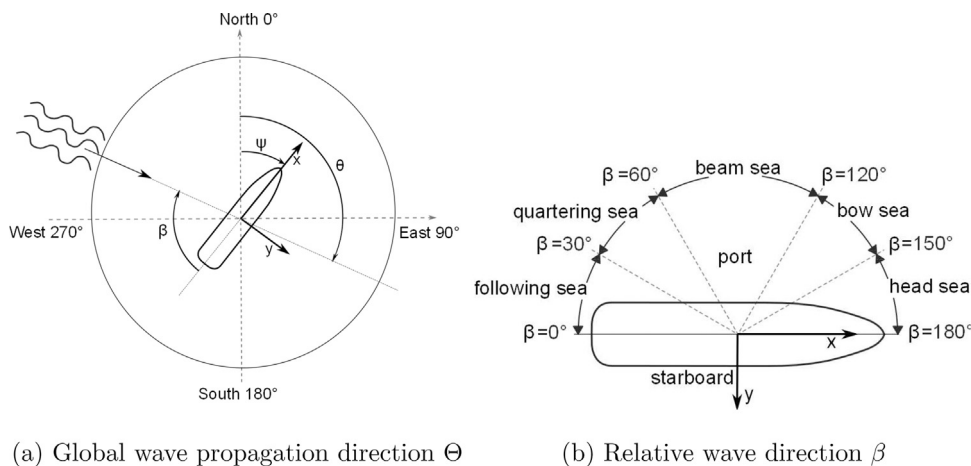 North 0°
ψ
x
θ
β
y
West 270°
East 90°
South 180°
(a) Global wave propagation direction Θ
beam sea
β=60°
β=120°
quartering sea
bow sea
β=30°
β=150°
port
following sea
head sea
β=0°
β=180°
x
starboard
y
(b) Relative wave direction β